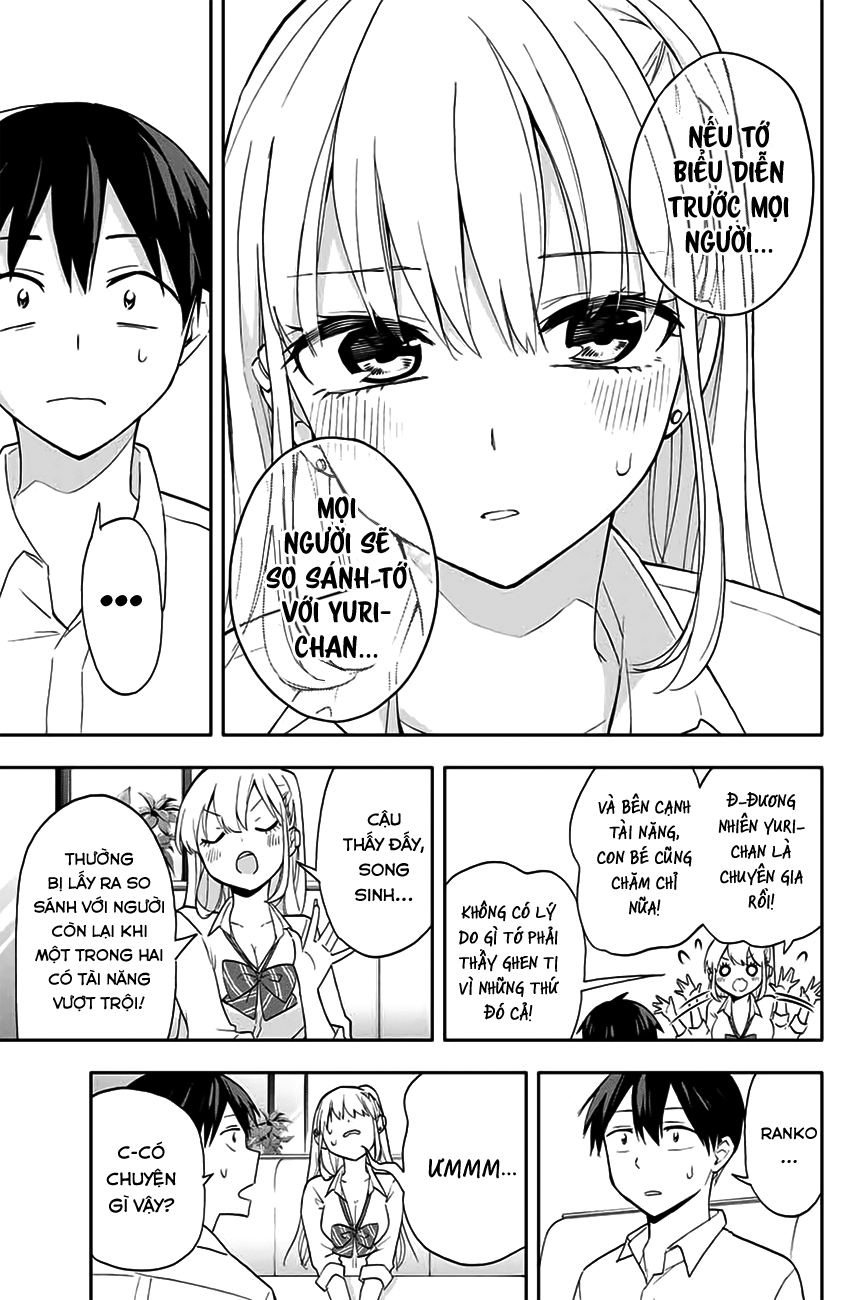 NẾU TỚ
BIỂU DIỄN
TRƯỚC MỌI
NGƯỜI...
MỌI
NGƯỜI SẼ
SO SÁNH TỚ
VỚI YURI-
CHAN...
...
Đ-ĐƯƠNG
NHIÊN YURI-
CHAN LÀ
CHUYÊN GIA
RỒI!
VÀ BÊN CẠNH
TÀI NĂNG,
CON BÉ CŨNG
CHĂM CHỈ
NỮA!
KHÔNG CÓ LÝ
DO GÌ TỚ PHẢI
THẦY GHEN TỊ
VÌ NHỮNG THỨ
ĐÓ CẢ!
CẬU
THẤY ĐẤY,
SONG
SINH...
THƯỜNG
BỊ LẤY RA SO
SÁNH VỚI NGƯỜI
CÒN LẠI KHI
MỘT TRONG HAI
CÓ TÀI NĂNG
VƯỢT TRỘI!
RANKO
...
ƯMMM...
C-CÓ
CHUYỆN
GÌ VẬY?